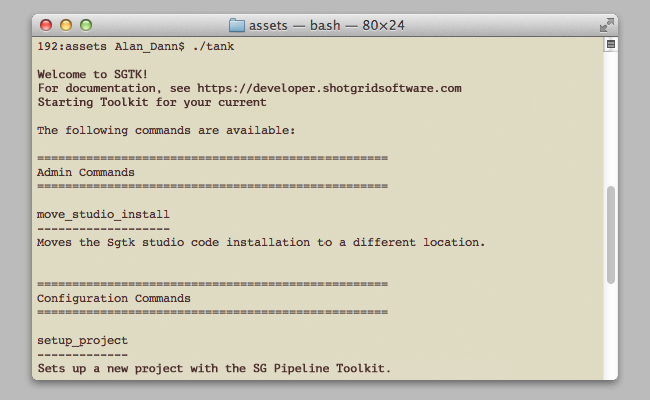 assets — bash — 80×24
192:assets Alan_Dann$ ./tank
Welcome to SGTK!
For documentation, see https://developer.shotgridsoftware.com
Starting Toolkit for your current
The following commands are available:
==================================================
Admin Commands
==================================================
move_studio_install
-------------------
Moves the Sgtk studio code installation to a different location.
==================================================
Configuration Commands
==================================================
setup_project
-------------
Sets up a new project with the SG Pipeline Toolkit.